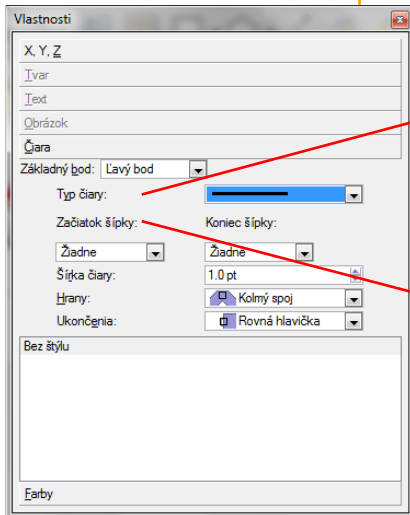 Vlastnosti
X, Y, Z
Tvar
Text
Obrázok
Čiara
Základný bod: Ľavý bod
Typ čiary:
Začiatok šípky: Koniec šípky:
Žiadne Žiadne
Šírka čiary: 1.0 pt
Hrany: Kolmý spoj
Ukončenia: Rovná hlavička
Bez štýlu
Farby